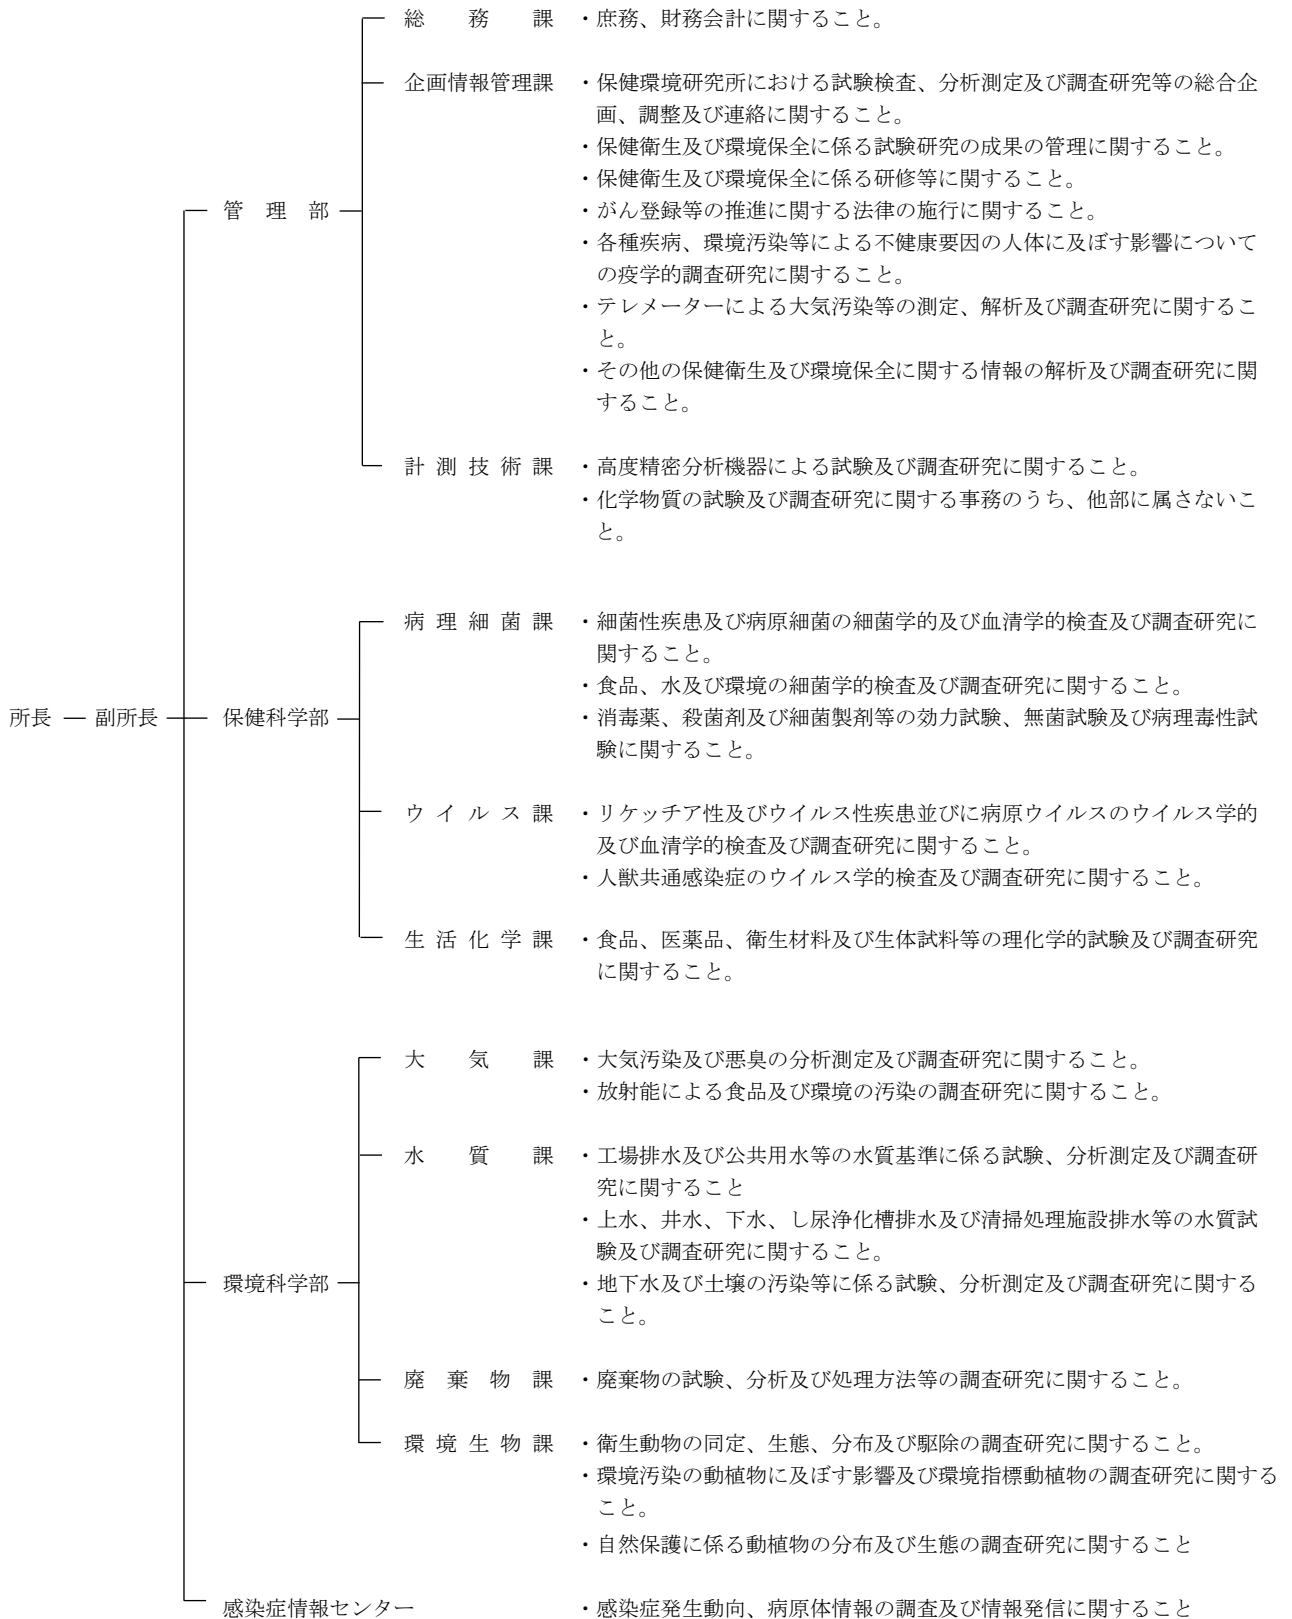 総務課 ・庶務、財務会計に関すること。
企画情報管理課 ・保健環境研究所における試験検査、分析測定及び調査研究等の総合企
画、調整及び連絡に関すること。
・保健衛生及び環境保全に係る試験研究の成果の管理に関すること。
・保健衛生及び環境保全に係る研修等に関すること。
管理部 ・がん登録等の推進に関する法律の施行に関すること。
・各種疾病、環境汚染等による不健康要因の人体に及ぼす影響について
の疫学的調査研究に関すること。
・テレメーターによる大気汚染等の測定、解析及び調査研究に関するこ
と。
・その他の保健衛生及び環境保全に関する情報の解析及び調査研究に関
すること。
計測技術課 ・高度精密分析機器による試験及び調査研究に関すること。
・化学物質の試験及び調査研究に関する事務のうち、他部に属さないこ
と。
病理細菌課 ・細菌性疾患及び病原細菌の細菌学的及び血清学的検査及び調査研究に
関すること。
・食品、水及び環境の細菌学的検査及び調査研究に関すること。
所長 副所長 保健科学部 ・消毒薬、殺菌剤及び細菌製剤等の効力試験、無菌試験及び病理毒性試
験に関すること。
ウイルス課 ・リケッチア性及びウイルス性疾患並びに病原ウイルスのウイルス学的
及び血清学的検査及び調査研究に関すること。
・人獣共通感染症のウイルス学的検査及び調査研究に関すること。
生活化学課 ・食品、医薬品、衛生材料及び生体試料等の理化学的試験及び調査研究
に関すること。
大気課 ・大気汚染及び悪臭の分析測定及び調査研究に関すること。
・放射能による食品及び環境の汚染の調査研究に関すること。
水質課 ・工場排水及び公共用水等の水質基準に係る試験、分析測定及び調査研
究に関すること
・上水、井水、下水、し尿浄化槽排水及び清掃処理施設排水等の水質試
験及び調査研究に関すること。
環境科学部 ・地下水及び土壌の汚染等に係る試験、分析測定及び調査研究に関する
こと。
廃棄物課 ・廃棄物の試験、分析及び処理方法等の調査研究に関すること。
環境生物課 ・衛生動物の同定、生態、分布及び駆除の調査研究に関すること。
・環境汚染の動植物に及ぼす影響及び環境指標動植物の調査研究に関する
こと。
・自然保護に係る動植物の分布及び生態の調査研究に関すること
感染症情報センター ・感染症発生動向、病原体情報の調査及び情報発信に関すること